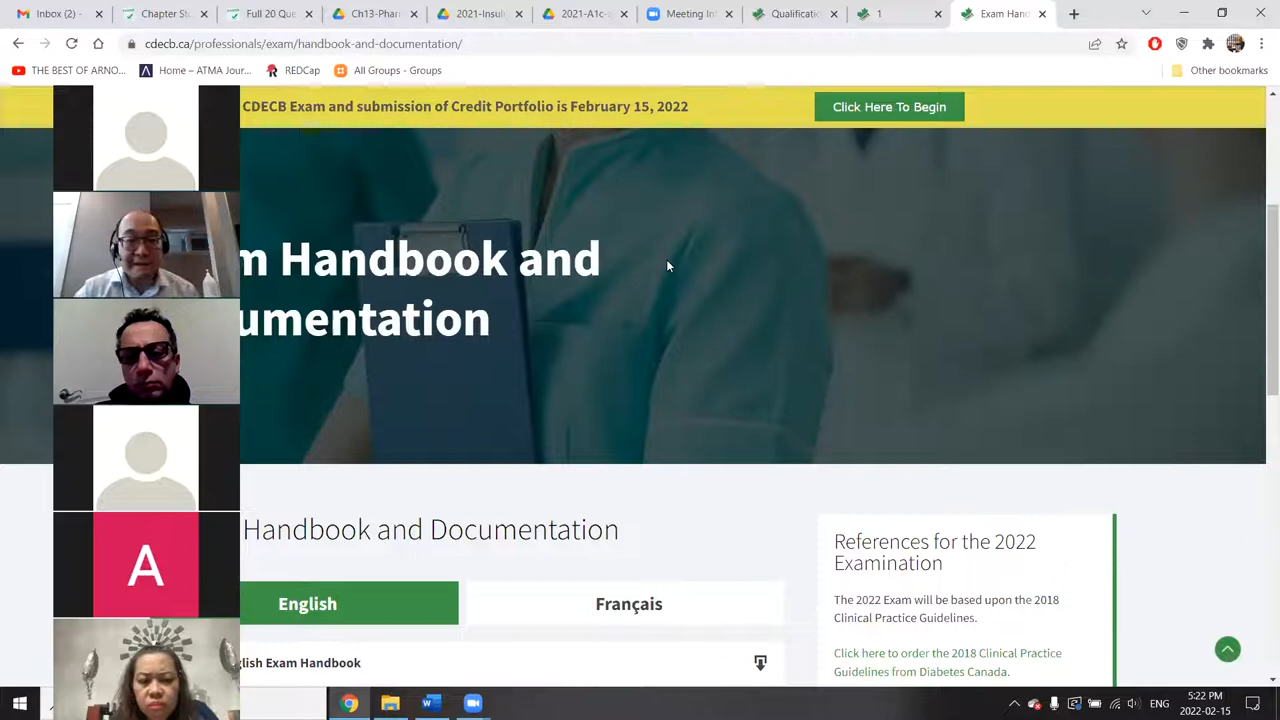 Inbox (2) -
Chapter St
Full 20 Que
Ch13-Phar
2021-Insul
2021-A1c-
Meeting In
Qualificatio
1
Exam Hand
cdecb.ca/professionals/exam/handbook-and-documentation/
THE BEST OF ARNO...
Home – ATMA Jour...
REDCap
All Groups - Groups
Other bookmarks
CDECB Exam and submission of Credit Portfolio is February 15, 2022
Click Here To Begin
m Handbook and
umentation
Handbook and Documentation
References for the 2022
Examination
English
Français
The 2022 Exam will be based upon the 2018
Clinical Practice Guidelines.
glish Exam Handbook
Click here to order the 2018 Clinical Practice
Guidelines from Diabetes Canada.
A
ENG
5:22 PM
2022-02-15